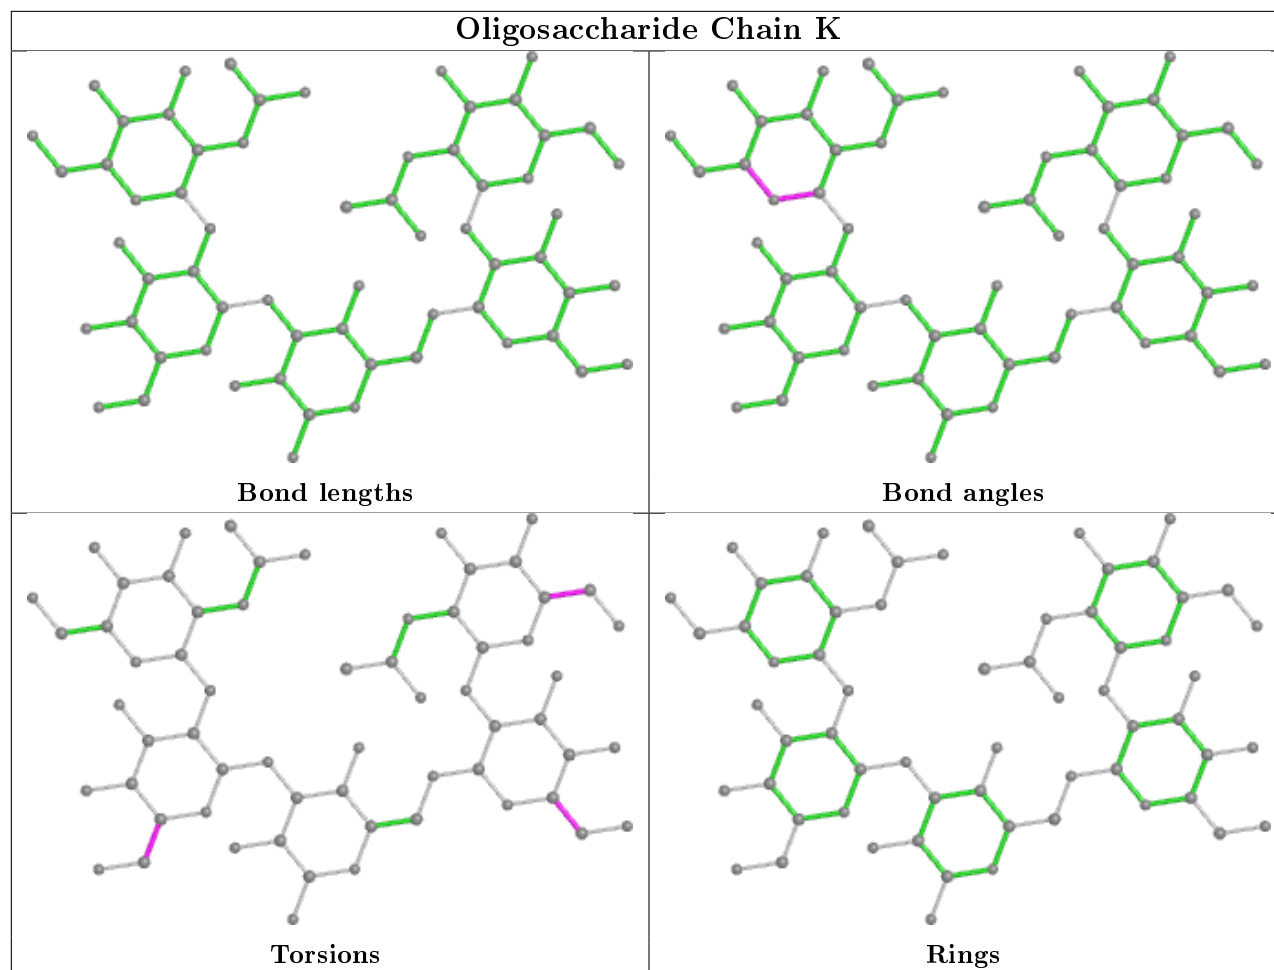 Oligosaccharide Chain K
Bond lengths
Bond angles
Torsions
Rings